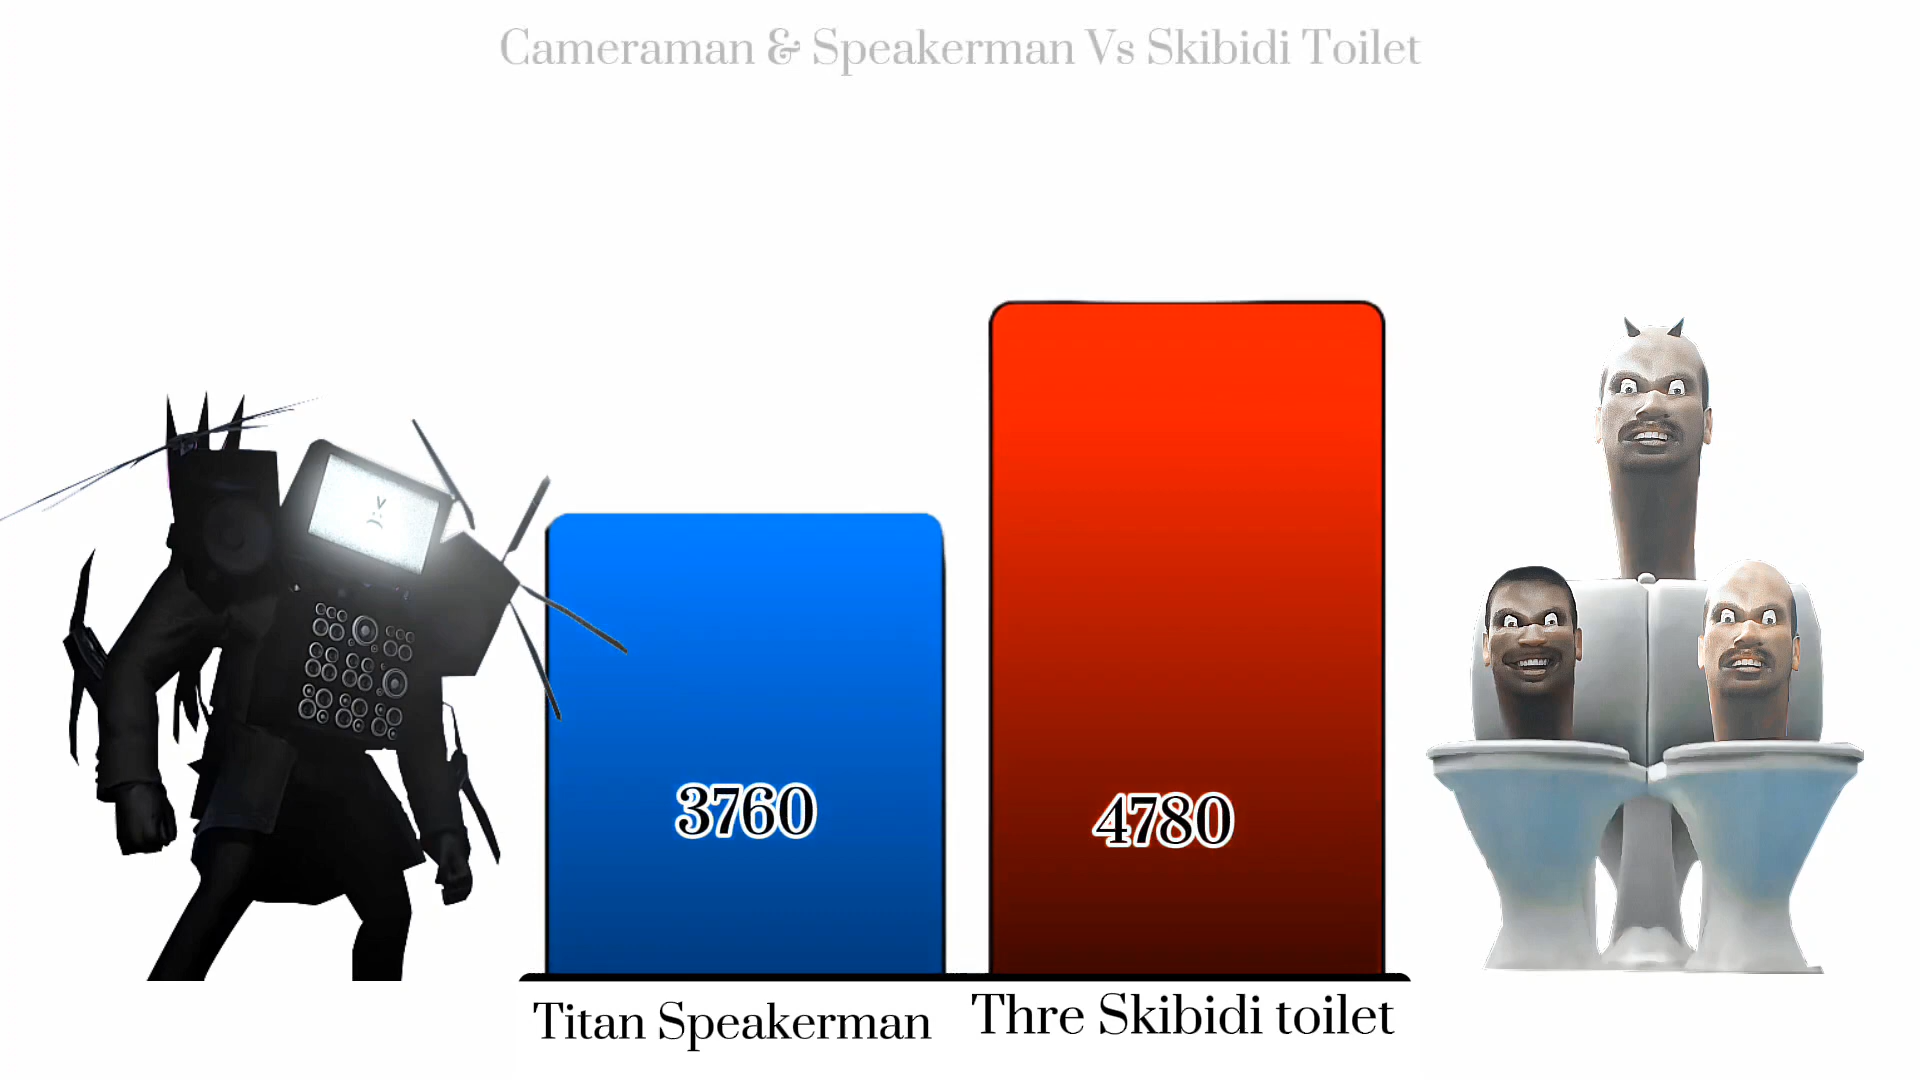 Cameraman & Speakerman Vs Skibidi Toilet
3760
4780
Titan Speakerman
Thre Skibidi toilet